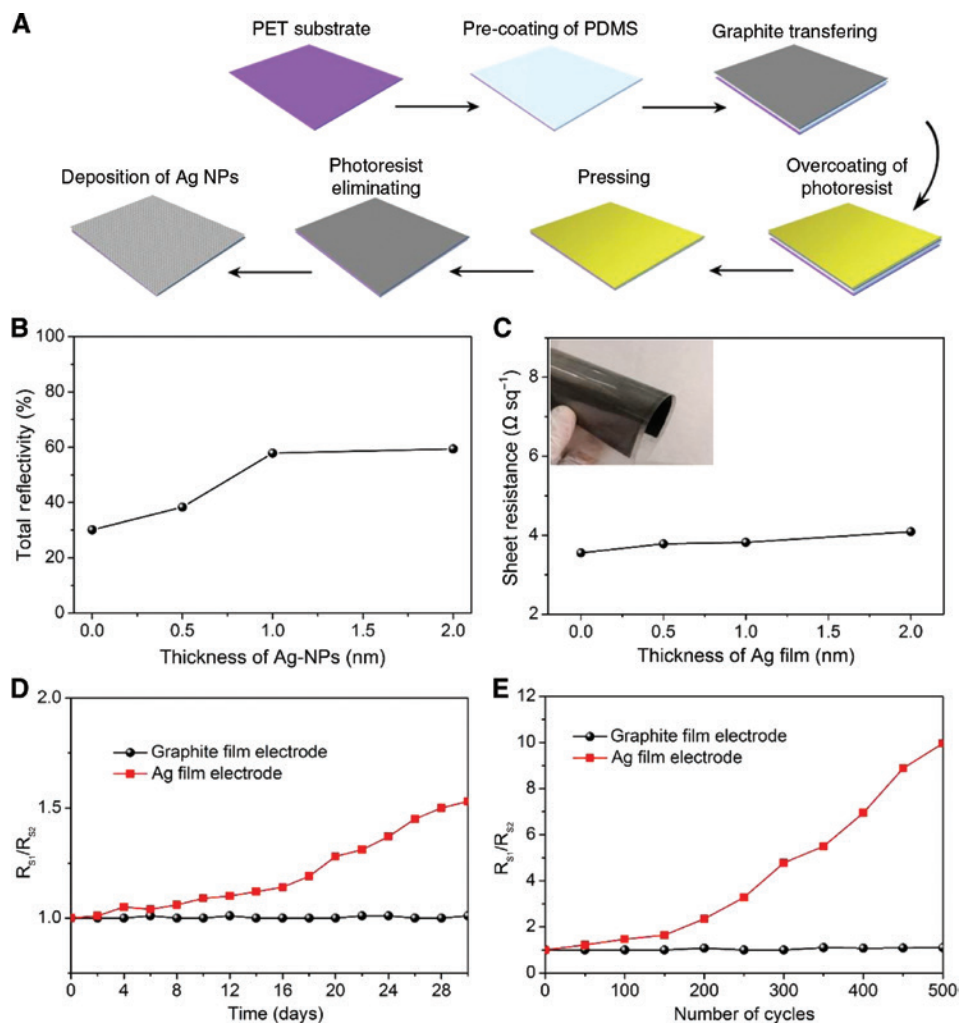 A
PET substrate
Pre-coating of PDMS
Graphite transfering
Deposition of Ag NPs
Photoresist
eliminating
Pressing
Overcoating of
photoresist
B
100
80
60
40
20
0
Total reflectivity (%)
0.0 0.5 1.0 1.5 2.0
Thickness of Ag-NPs (nm)
C
8
6
4
2
Sheet resistance (Ω sq⁻¹)
0.0 0.5 1.0 1.5 2.0
Thickness of Ag film (nm)
D
2.0
1.5
1.0
R_S1/R_S2
Graphite film electrode
Ag film electrode
0 4 8 12 16 20 24 28
Time (days)
E
12
10
8
6
4
2
0
R_S1/R_S2
Graphite film electrode
Ag film electrode
0 100 200 300 400 500
Number of cycles